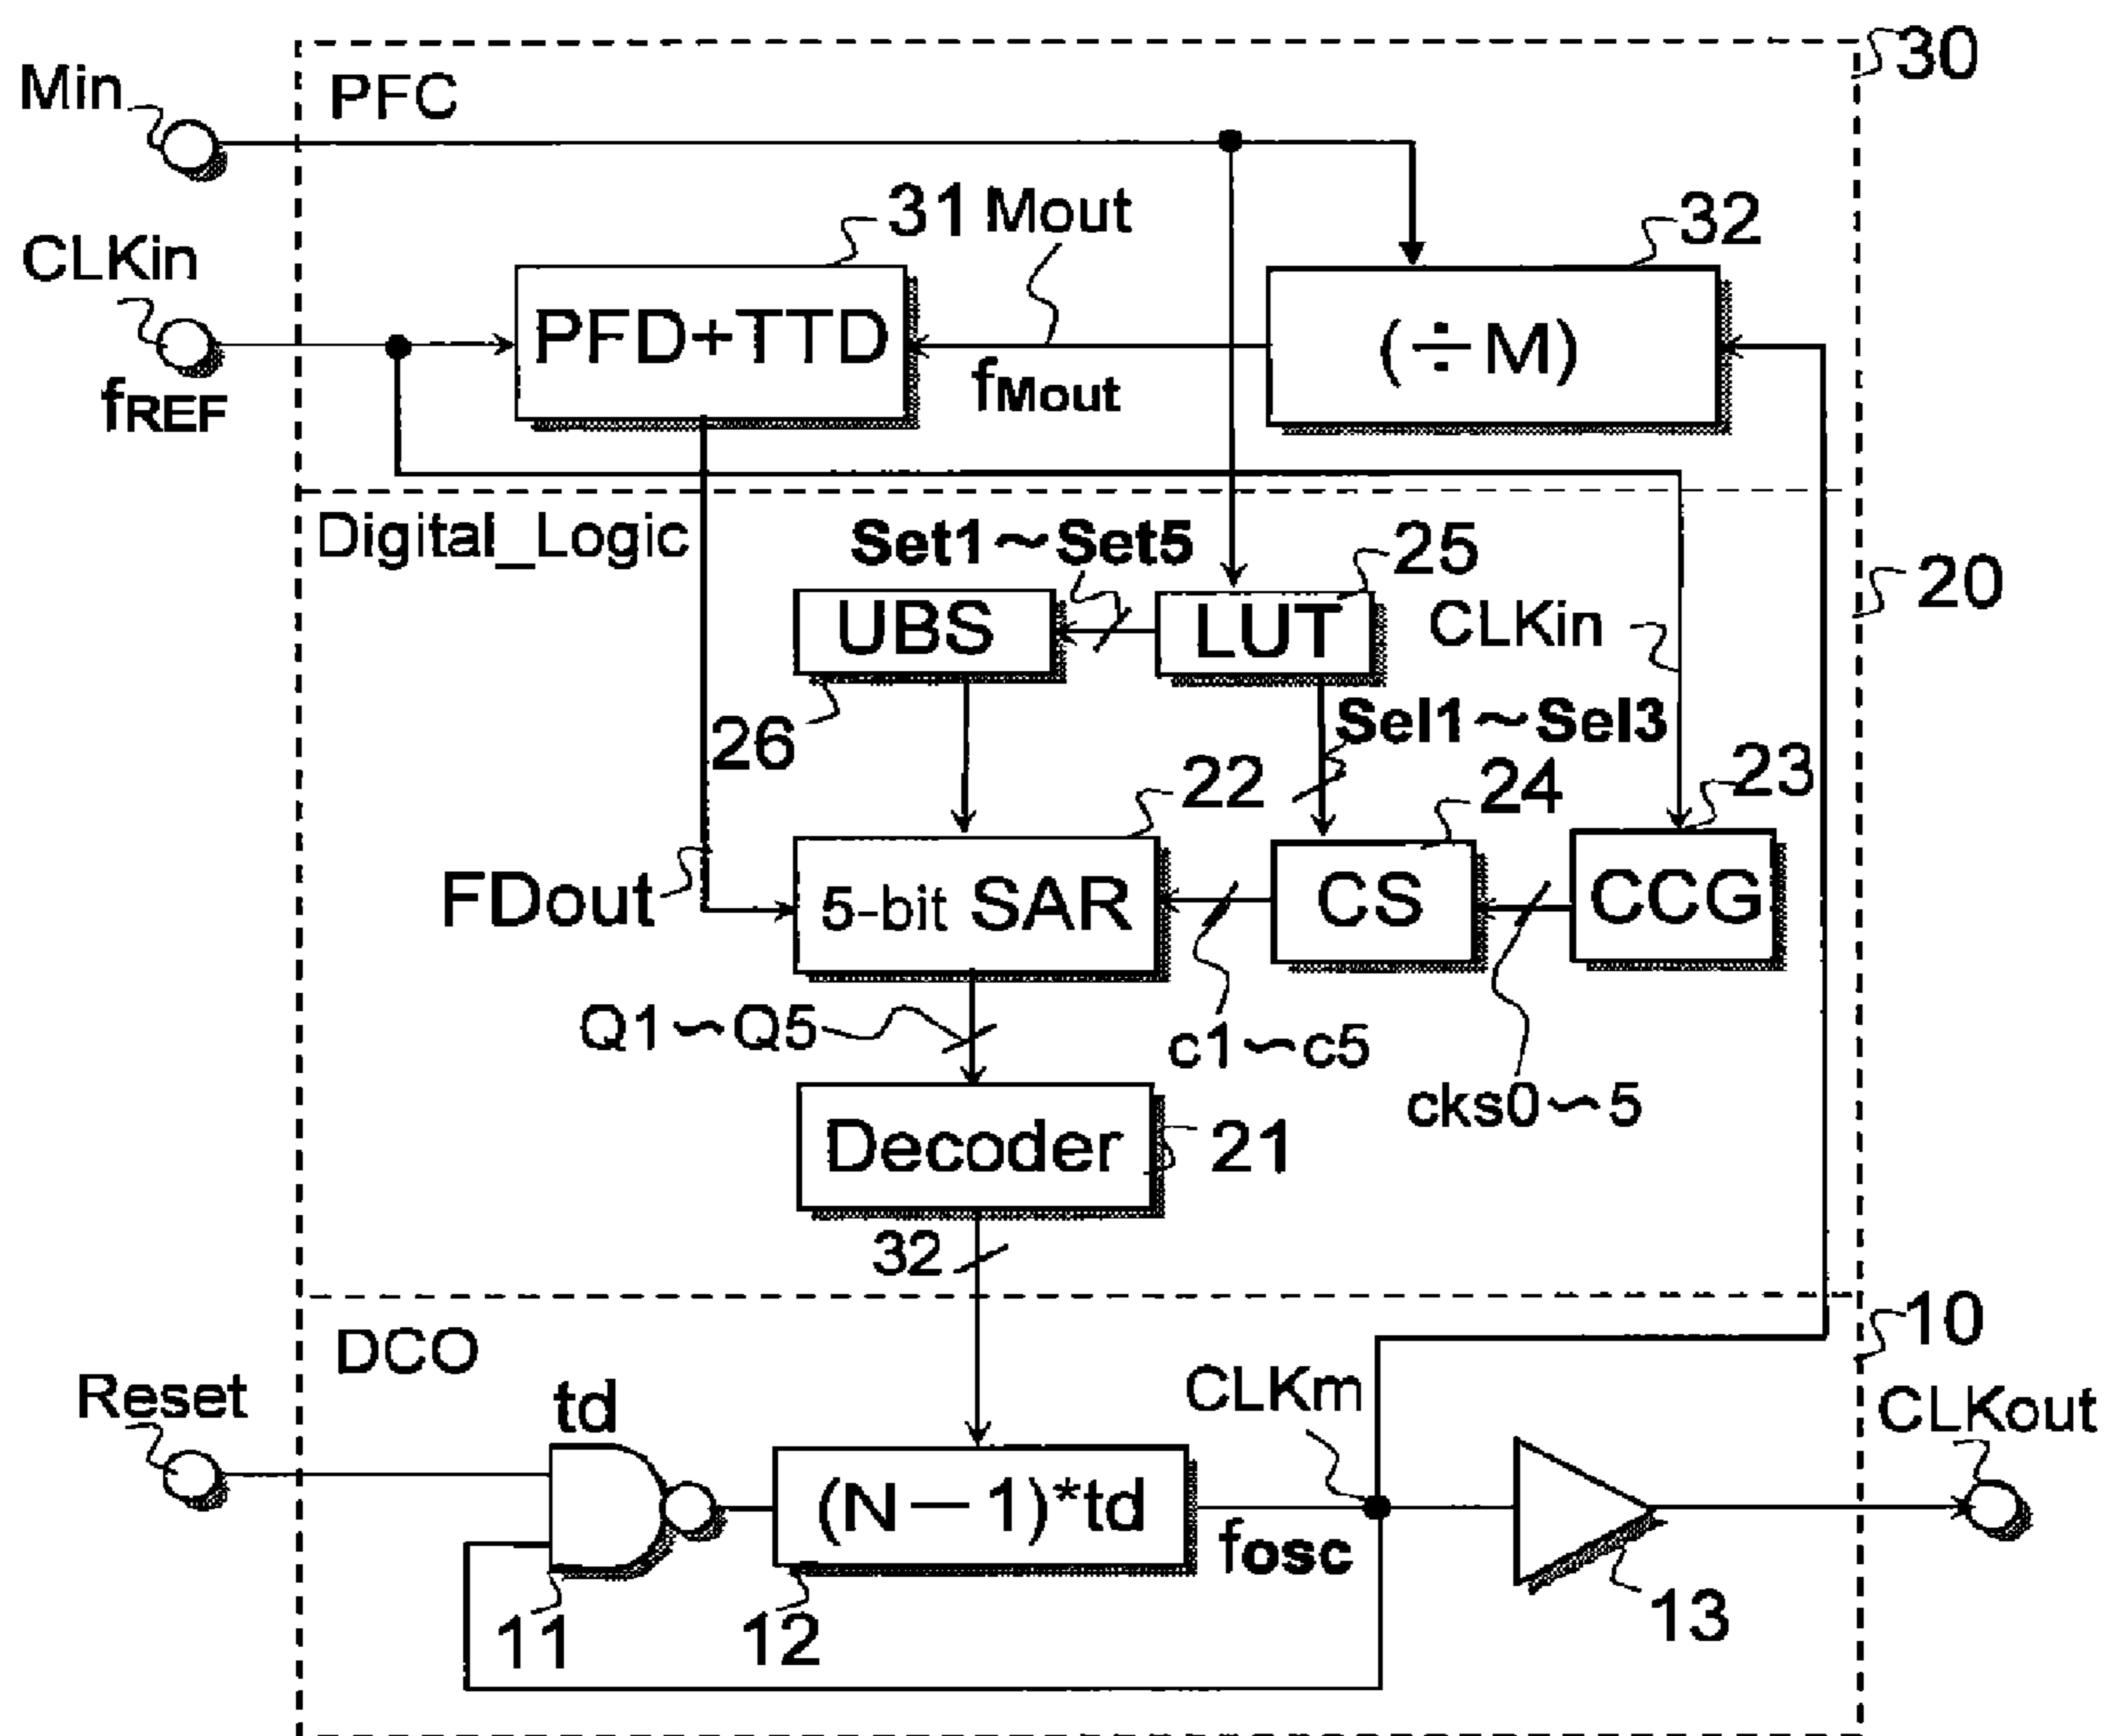 30
Min
PFC
31
Mout
32
CLKin
PFD+TTD
(÷M)
fREF
fMout
Digital_Logic
Set1~Set5
25
20
UBS
LUT
CLKin
26
Sel1~Sel3
22
24
23
FDout
5-bit SAR
CS
CCG
Q1~Q5
c1~c5
cks0~5
Decoder
21
32
10
DCO
Reset
td
CLKm
CLKout
(N－1)*td
fosc
11
12
13